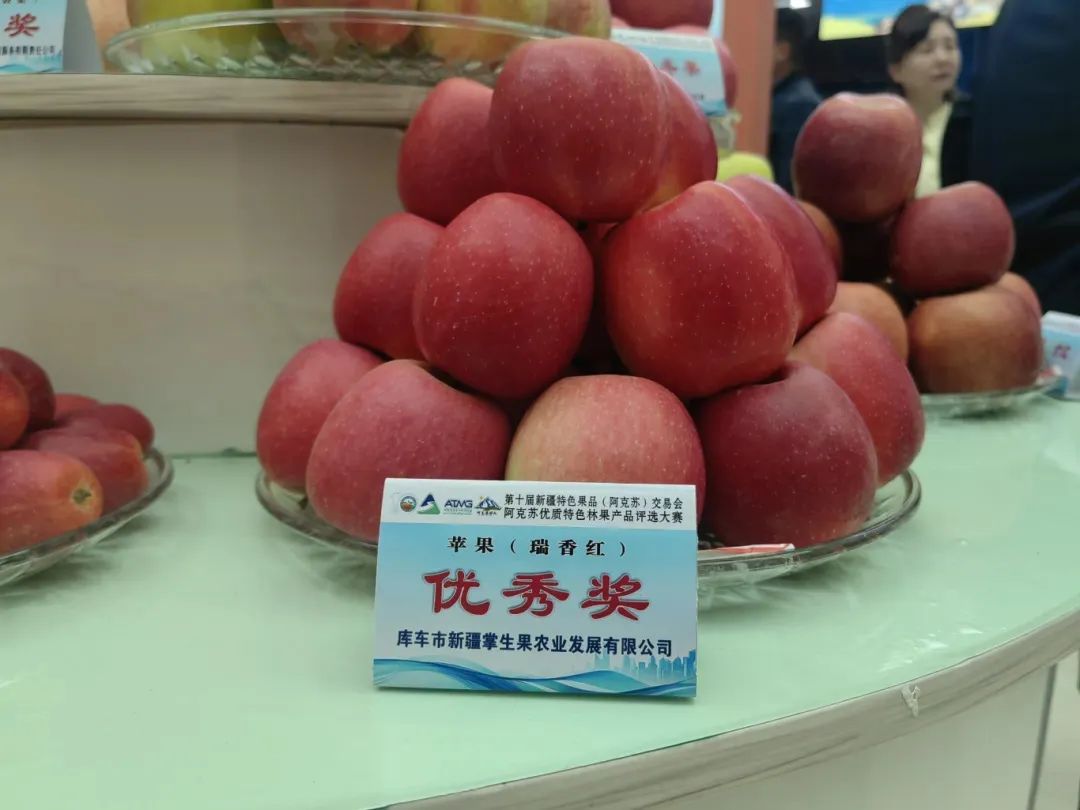 奖
ATMG
第十届新疆特色果品（阿克苏）交易会
阿克苏优质特色林果产品评选大赛
苹果（瑞香红）
优秀奖
库车市新疆掌生果农业发展有限公司